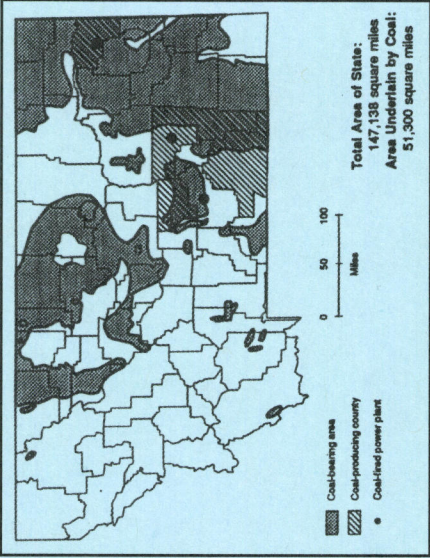 Total Area of State:
147,138 square miles
Area Underlain by Coal:
51,300 square miles
0 50 100
Miles
Coal-bearing area
Coal-producing county
Coal-fired power plant